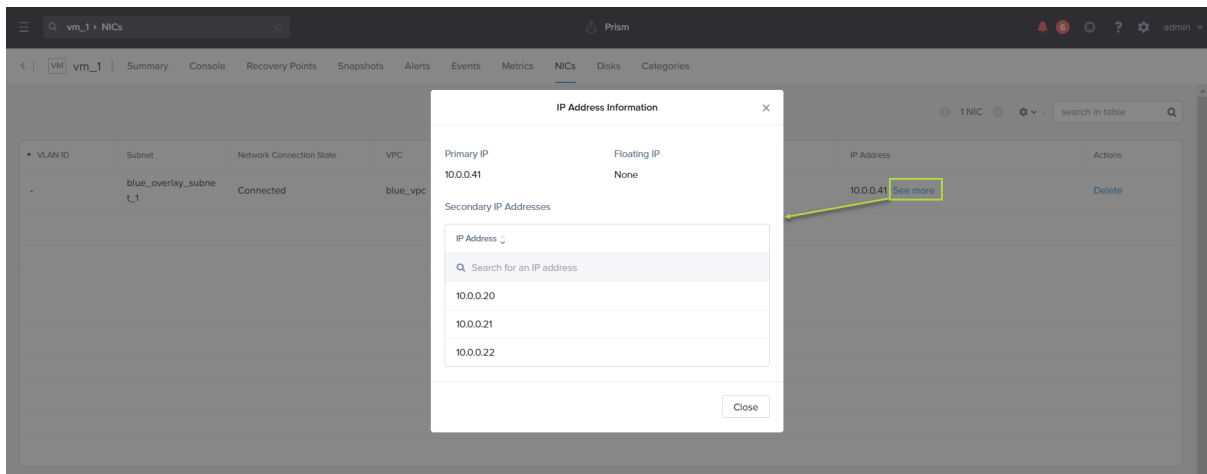 vm_1 › NICs
Prism
6
?
admin
VM vm_1
Summary Console Recovery Points Snapshots Alerts Events Metrics NICs Disks Categories
IP Address Information
1 NIC
search in table
VLAN ID Subnet Network Connection State VPC IP Address Actions
- blue_overlay_subne
t_1
Connected blue_vpc 10.0.0.41 See more Delete
Primary IP Floating IP
10.0.0.41 None
Secondary IP Addresses
IP Address
Search for an IP address
10.0.0.20
10.0.0.21
10.0.0.22
Close